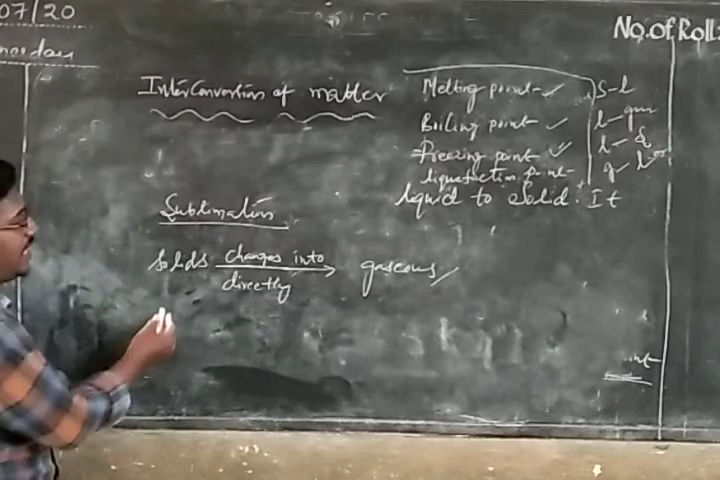 07/20
No. of Roll:
Interconvertion of matter
Melting point S-l
Boiling point l-gas
Freezing point l-S
liquefaction point g-l
liquid to solid. It
Sublimation
Solids changes into directly → gaseous